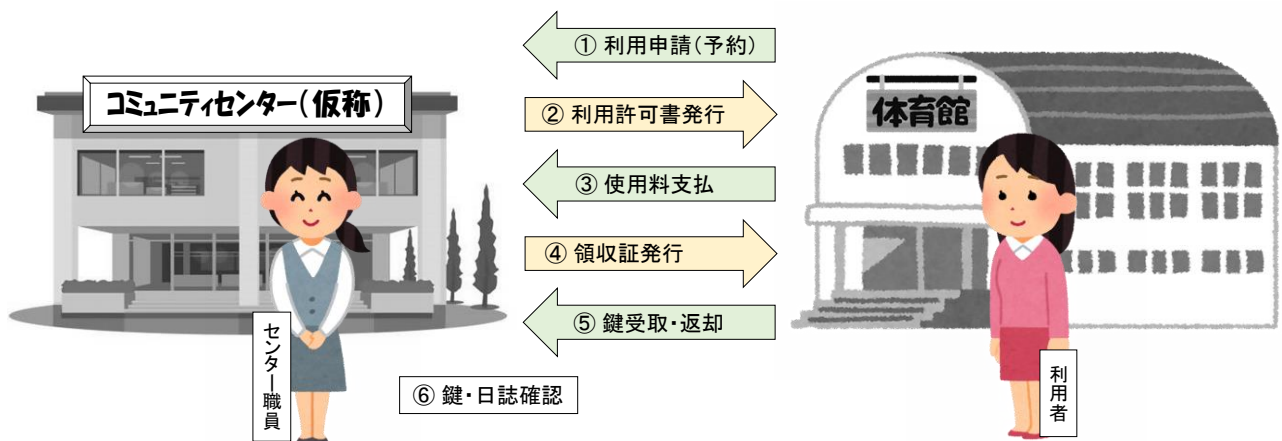 ① 利用申請(予約)
コミュニティセンター(仮称)
体育館
② 利用許可書発行
③ 使用料支払
④ 領収証発行
⑤ 鍵受取・返却
センター職員
利用者
⑥ 鍵・日誌確認